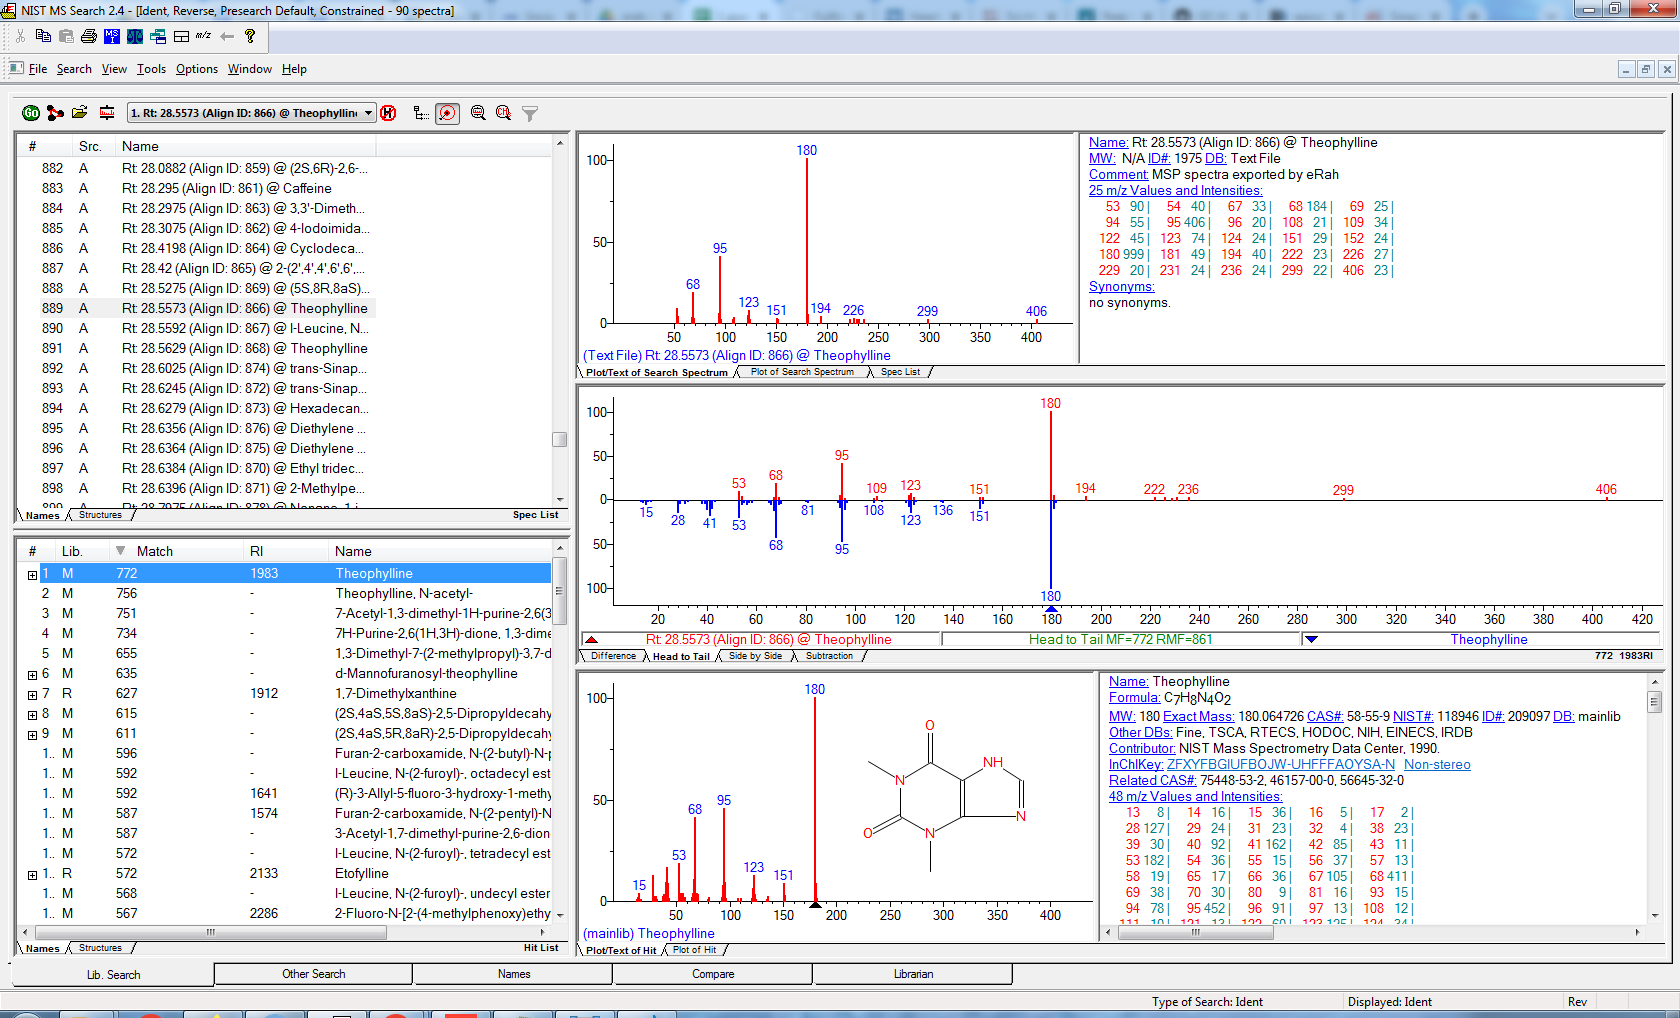 NIST MS Search 2.4 - [Ident, Reverse, Presearch Default, Constrained - 90 spectra]
File Search View Tools Options Window Help
1. Rt: 28.5573 (Align ID: 866) @ Theophyllin
# Src. Name
882 A Rt: 28.0882 (Align ID: 859) @ (2S,6R)-2,6-...
883 A Rt: 28.295 (Align ID: 861) @ Caffeine
884 A Rt: 28.2975 (Align ID: 863) @ 3,3'-Dimeth...
885 A Rt: 28.3075 (Align ID: 862) @ 4-Iodoimida...
886 A Rt: 28.4198 (Align ID: 864) @ Cyclodeca...
887 A Rt: 28.42 (Align ID: 865) @ 2-(2',4',4',6',6',...
888 A Rt: 28.5275 (Align ID: 869) @ (5S,8R,8aS)...
889 A Rt: 28.5573 (Align ID: 866) @ Theophylline
890 A Rt: 28.5592 (Align ID: 867) @ l-Leucine, N...
891 A Rt: 28.5629 (Align ID: 868) @ Theophylline
892 A Rt: 28.6025 (Align ID: 874) @ trans-Sinap...
893 A Rt: 28.6245 (Align ID: 872) @ trans-Sinap...
894 A Rt: 28.6279 (Align ID: 873) @ Hexadecan...
895 A Rt: 28.6356 (Align ID: 876) @ Diethylene ...
896 A Rt: 28.6364 (Align ID: 875) @ Diethylene ...
897 A Rt: 28.6384 (Align ID: 870) @ Ethyl tridec...
898 A Rt: 28.6396 (Align ID: 871) @ 2-Methylpe...
Names Structures Spec List
# Lib. Match RI Name
1 M 772 1983 Theophylline
2 M 756 - Theophylline, N-acetyl-
3 M 751 - 7-Acetyl-1,3-dimethyl-1H-purine-2,6(3
4 M 734 - 7H-Purine-2,6(1H,3H)-dione, 1,3-dime
5 M 655 - 1,3-Dimethyl-7-(2-methylpropyl)-3,7-d
6 M 635 - d-Mannofuranosyl-theophylline
7 R 627 1912 1,7-Dimethylxanthine
8 M 615 - (2S,4aS,5S,8aS)-2,5-Dipropyldecahy
9 M 611 - (2S,4aS,5R,8aR)-2,5-Dipropyldecahy
1.. M 596 - Furan-2-carboxamide, N-(2-butyl)-N-p
1.. M 592 - l-Leucine, N-(2-furoyl)-, octadecyl est
1.. M 592 1641 (R)-3-Allyl-5-fluoro-3-hydroxy-1-methy
1.. M 587 1574 Furan-2-carboxamide, N-(2-pentyl)-N-
1.. M 587 - 3-Acetyl-1,7-dimethyl-purine-2,6-dion
1.. M 572 - l-Leucine, N-(2-furoyl)-, tetradecyl est
1.. R 572 2133 Etofylline
1.. M 568 - l-Leucine, N-(2-furoyl)-, undecyl ester
1.. M 567 2286 2-Fluoro-N-[2-(4-methylphenoxy)ethy
Names Structures Hit List
100
50
0
68 95 123 151 180 194 226 299 406
50 100 150 200 250 300 350 400
(Text File) Rt: 28.5573 (Align ID: 866) @ Theophylline
Plot/Text of Search Spectrum Plot of Search Spectrum Spec List
Name: Rt: 28.5573 (Align ID: 866) @ Theophylline
MW: N/A ID#: 1975 DB: Text File
Comment: MSP spectra exported by eRah
25 m/z Values and Intensities:
53 90| 54 40| 67 33| 68 184| 69 25|
94 55| 95 406| 96 20| 108 21| 109 34|
122 45| 123 74| 124 24| 151 29| 152 24|
180 999| 181 49| 194 40| 222 23| 226 27|
229 20| 231 24| 236 24| 299 22| 406 23|
Synonyms:
no synonyms.
100
50
0
50
100
53 68 95 109 123 151 180 194 222 236 299 406
15 28 41 53 68 81 95 108 123 136 151 180
20 40 60 80 100 120 140 160 180 200 220 240 260 280 300 320 340 360 380 400 420
Rt: 28.5573 (Align ID: 866) @ Theophylline Head to Tail MF=772 RMF=861 Theophylline
Difference Head to Tail Side by Side Subtraction 772 1983RI
100
50
0
15 53 68 95 123 151 180
50 100 150 200 250 300 350 400
O
NH
N
N
O
N
(mainlib) Theophylline
Plot/Text of Hit Plot of Hit
Name: Theophylline
Formula: C7H8N4O2
MW: 180 Exact Mass: 180.064726 CAS#: 58-55-9 NIST#: 118946 ID#: 209097 DB: mainlib
Other DBs: Fine, TSCA, RTECS, HODOC, NIH, EINECS, IRDB
Contributor: NIST Mass Spectrometry Data Center, 1990.
InChIKey: ZFXYFBGIUFBOJW-UHFFFAOYSA-N Non-stereo
Related CAS#: 75448-53-2, 46157-00-0, 56645-32-0
48 m/z Values and Intensities:
13 8| 14 16| 15 36| 16 5| 17 2|
28 127| 29 24| 31 23| 32 4| 38 23|
39 30| 40 92| 41 162| 42 85| 43 11|
53 182| 54 36| 55 15| 56 37| 57 13|
58 19| 65 17| 66 36| 67 105| 68 411|
69 38| 70 30| 80 9| 81 16| 93 15|
94 78| 95 452| 96 91| 97 13| 108 12|
Lib. Search Other Search Names Compare Librarian
Type of Search: Ident Displayed: Ident Rev